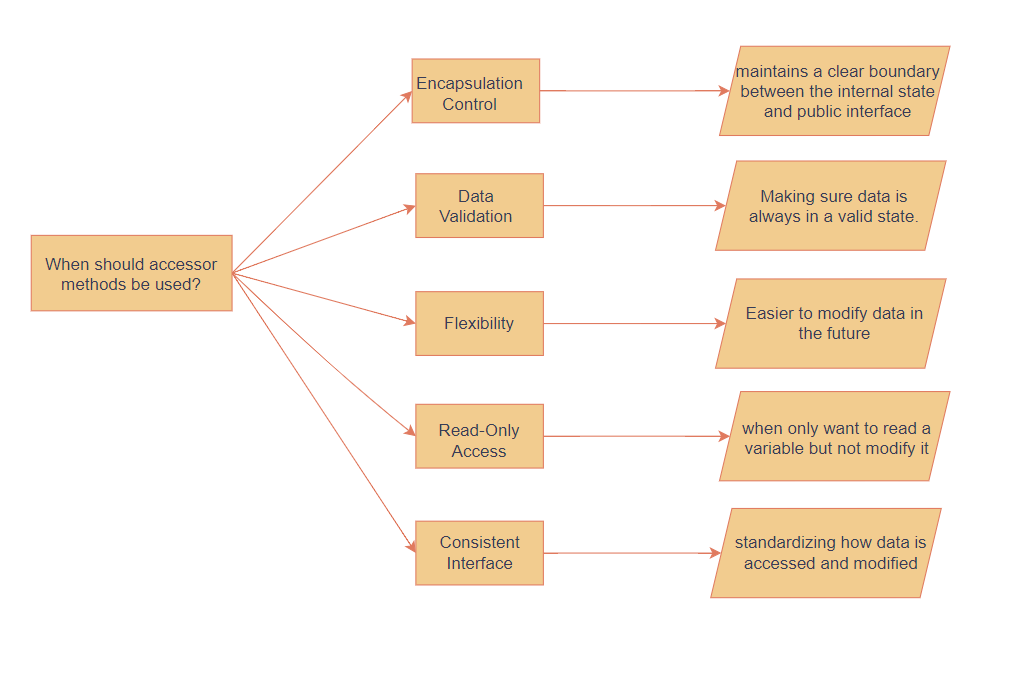 When should accessor
methods be used?
Encapsulation
Control
maintains a clear boundary
between the internal state
and public interface
Data
Validation
Making sure data is
always in a valid state.
Flexibility
Easier to modify data in
the future
Read-Only
Access
when only want to read a
variable but not modify it
Consistent
Interface
standardizing how data is
accessed and modified